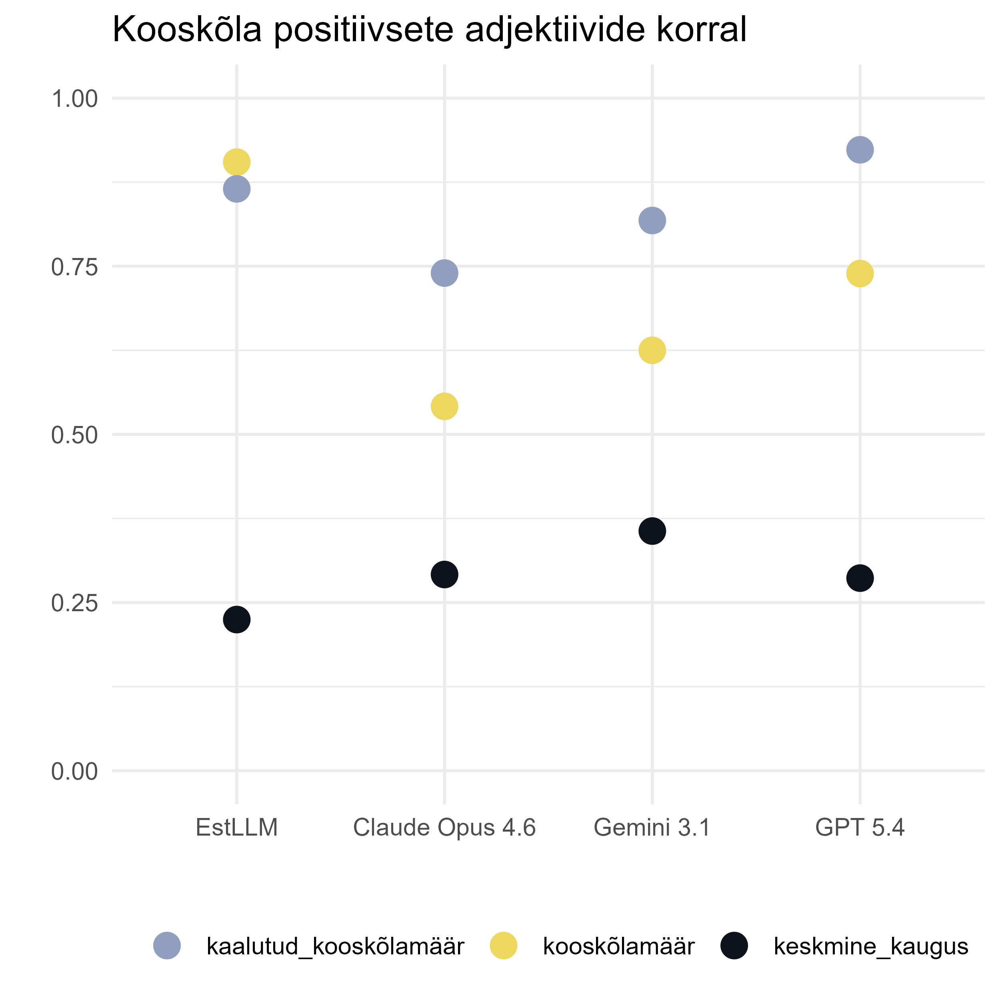 Kooskõla positiivsete adjektiivide korral
1.00
0.75
0.50
0.25
0.00
EstLLM Claude Opus 4.6 Gemini 3.1 GPT 5.4
kaalutud_kooskõlamäär kooskõlamäär keskmine_kaugus